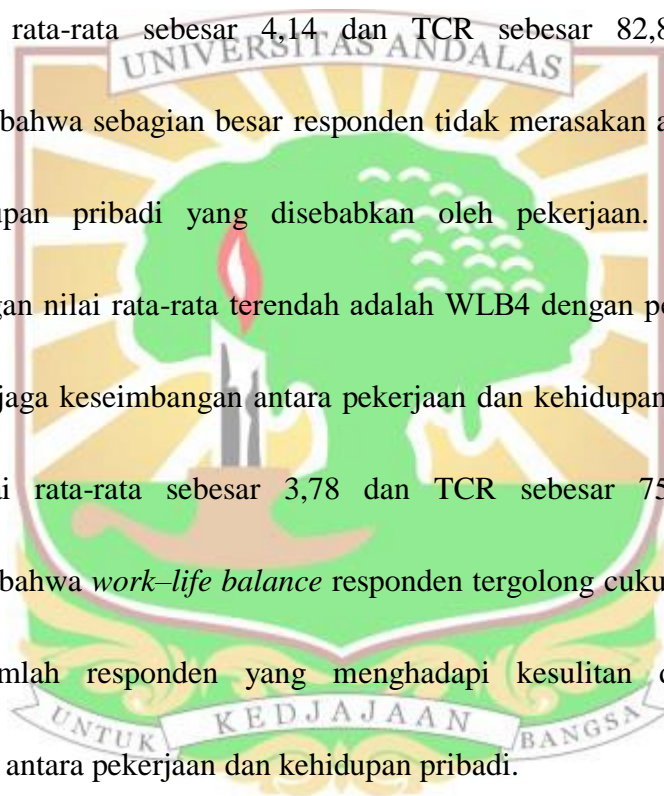 rata-rata sebesar 4,14 dan TCR sebesar 82,8
UNIVERSITAS ANDALAS
bahwa sebagian besar responden tidak merasakan a
upan pribadi yang disebabkan oleh pekerjaan.
gan nilai rata-rata terendah adalah WLB4 dengan pe
jaga keseimbangan antara pekerjaan dan kehidupan
ai rata-rata sebesar 3,78 dan TCR sebesar 75
bahwa work–life balance responden tergolong cuku
mlah responden yang menghadapi kesulitan d
UNTUK KEDJAJAAN BANGSA
antara pekerjaan dan kehidupan pribadi.